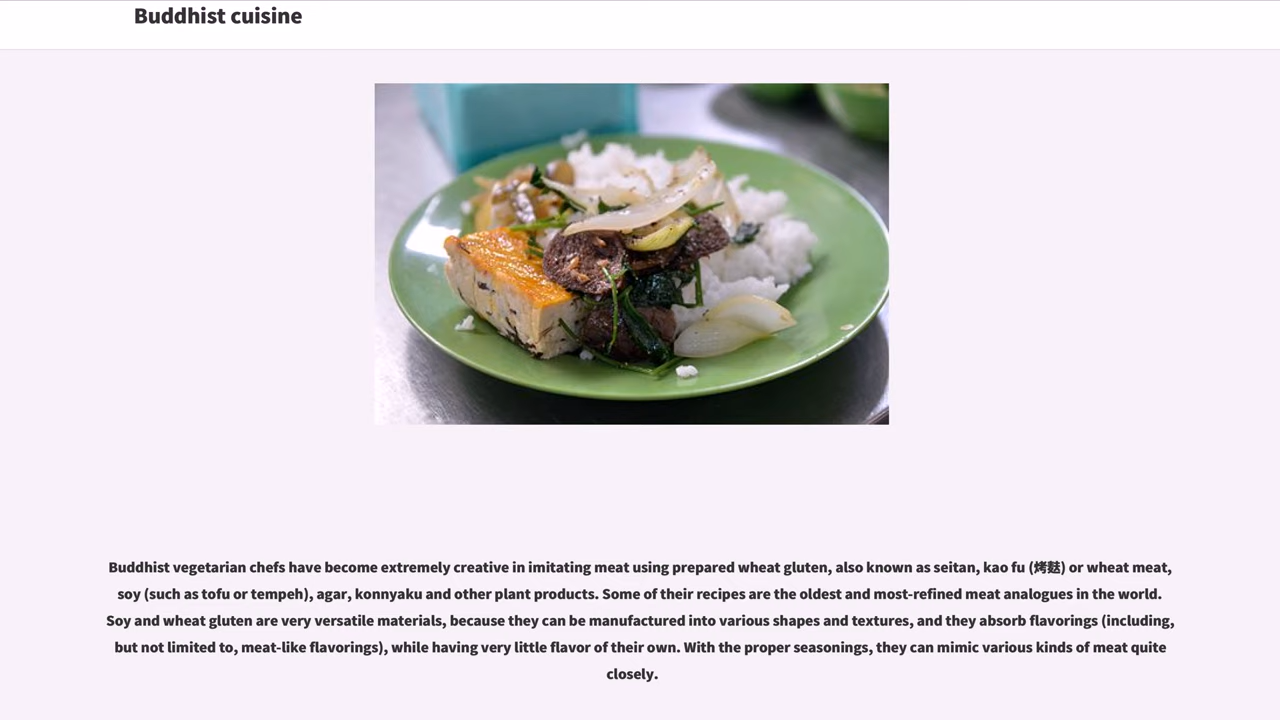 Buddhist cuisine
Buddhist vegetarian chefs have become extremely creative in imitating meat using prepared wheat gluten, also known as seitan, kao fu (烤麸) or wheat meat,
soy (such as tofu or tempeh), agar, konnyaku and other plant products. Some of their recipes are the oldest and most-refined meat analogues in the world.
Soy and wheat gluten are very versatile materials, because they can be manufactured into various shapes and textures, and they absorb flavorings (including,
but not limited to, meat-like flavorings), while having very little flavor of their own. With the proper seasonings, they can mimic various kinds of meat quite
closely.